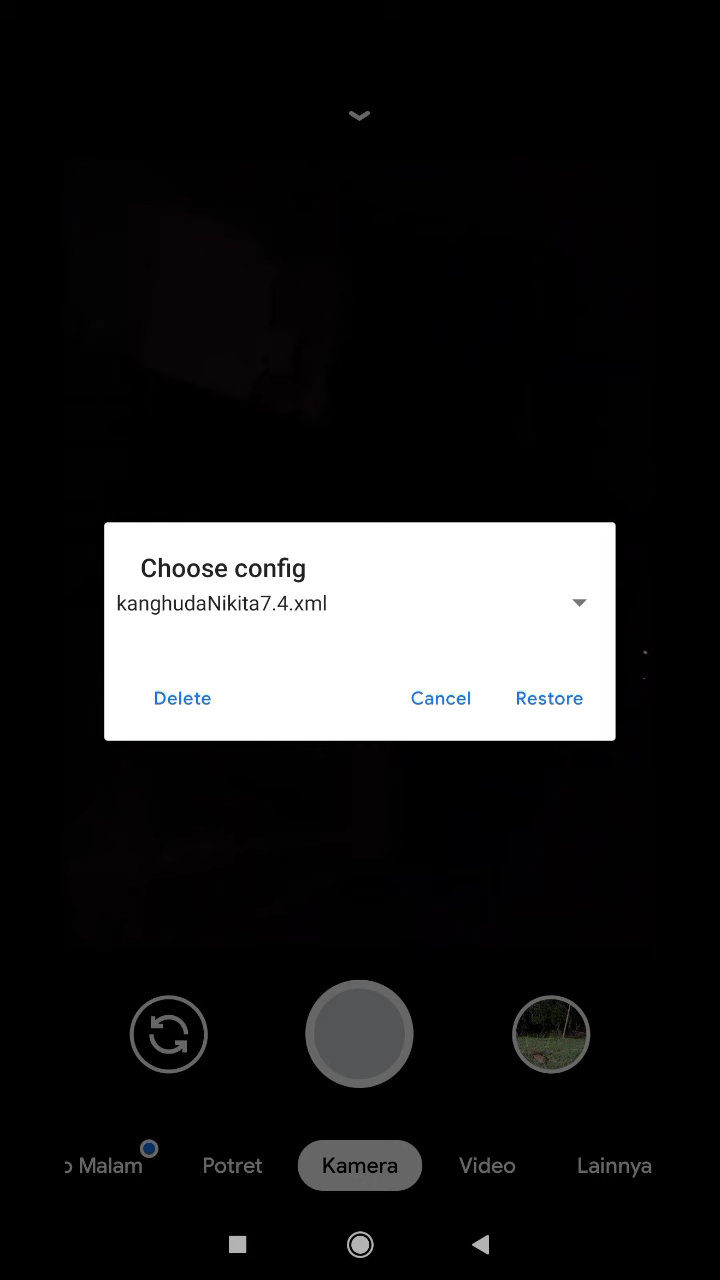 Choose config
kanghudaNikita7.4.xml
Delete Cancel Restore
o Malam Potret Kamera Video Lainnya